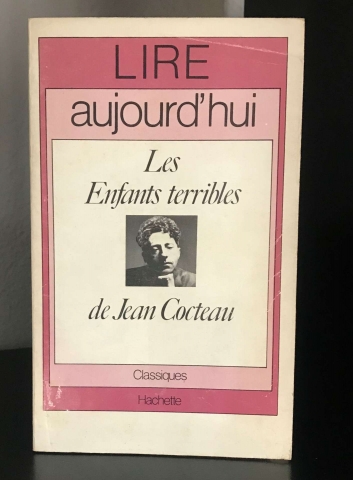 LIRE
aujourd'hui
Les
Enfants terribles
de Jean Cocteau
Classiques
Hachette